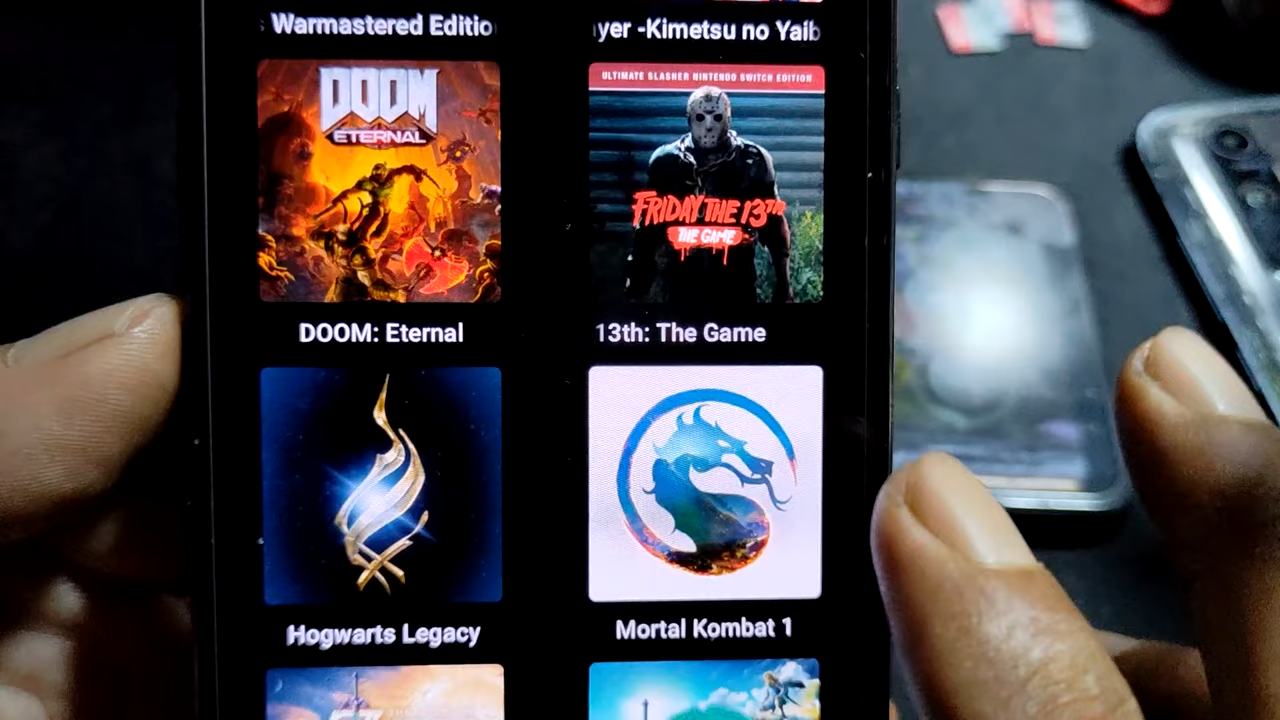 Warmastered Editio
yer -Kimetsu no Yaib
DOOM
ETERNAL
ULTIMATE SLASHER NINTENDO SWITCH EDITION
FRIDAY THE 13TH
THE GAME
DOOM: Eternal
13th: The Game
Hogwarts Legacy
Mortal Kombat 1